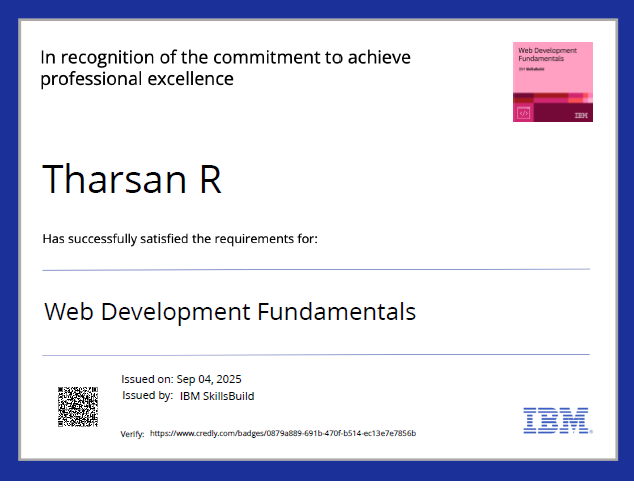 In recognition of the commitment to achieve
professional excellence
Web Development
Fundamentals
IBM SkillsBuild
IBM
Tharsan R
Has successfully satisfied the requirements for:
Web Development Fundamentals
Issued on: Sep 04, 2025
Issued by: IBM SkillsBuild
Verify: https://www.credly.com/badges/0879a889-691b-470f-b514-ec13e7e7856b
IBM®